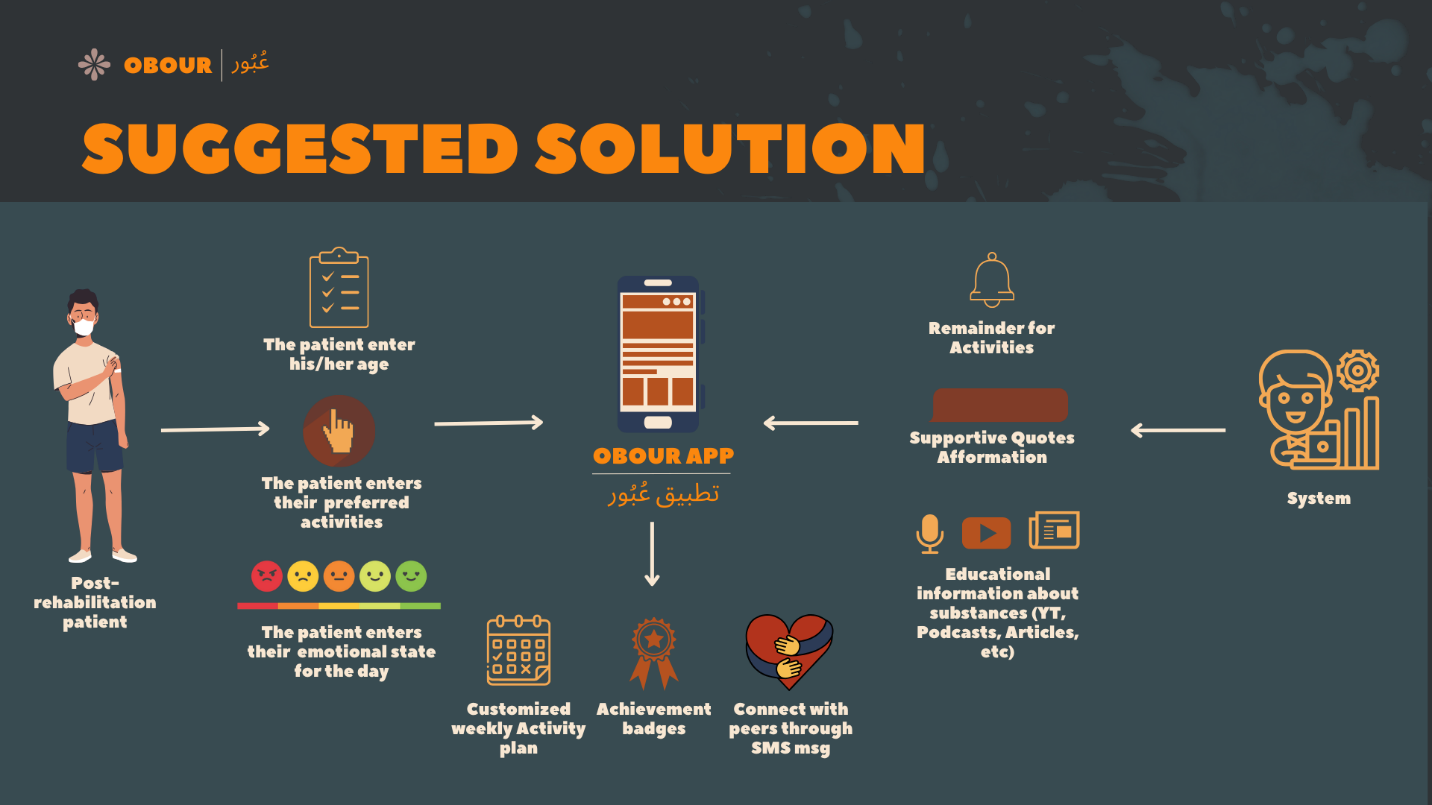 OBOUR | عُبُور
SUGGESTED SOLUTION
Post-
rehabilitation
patient
The patient enter
his/her age
The patient enters
their preferred
activities
The patient enters
their emotional state
for the day
OBOUR APP
تطبيق عُبُور
Customized
weekly Activity
plan
Achievement
badges
Connect with
peers through
SMS msg
Remainder for
Activities
Supportive Quotes
Afformation
Educational
information about
substances (YT,
Podcasts, Articles,
etc)
System